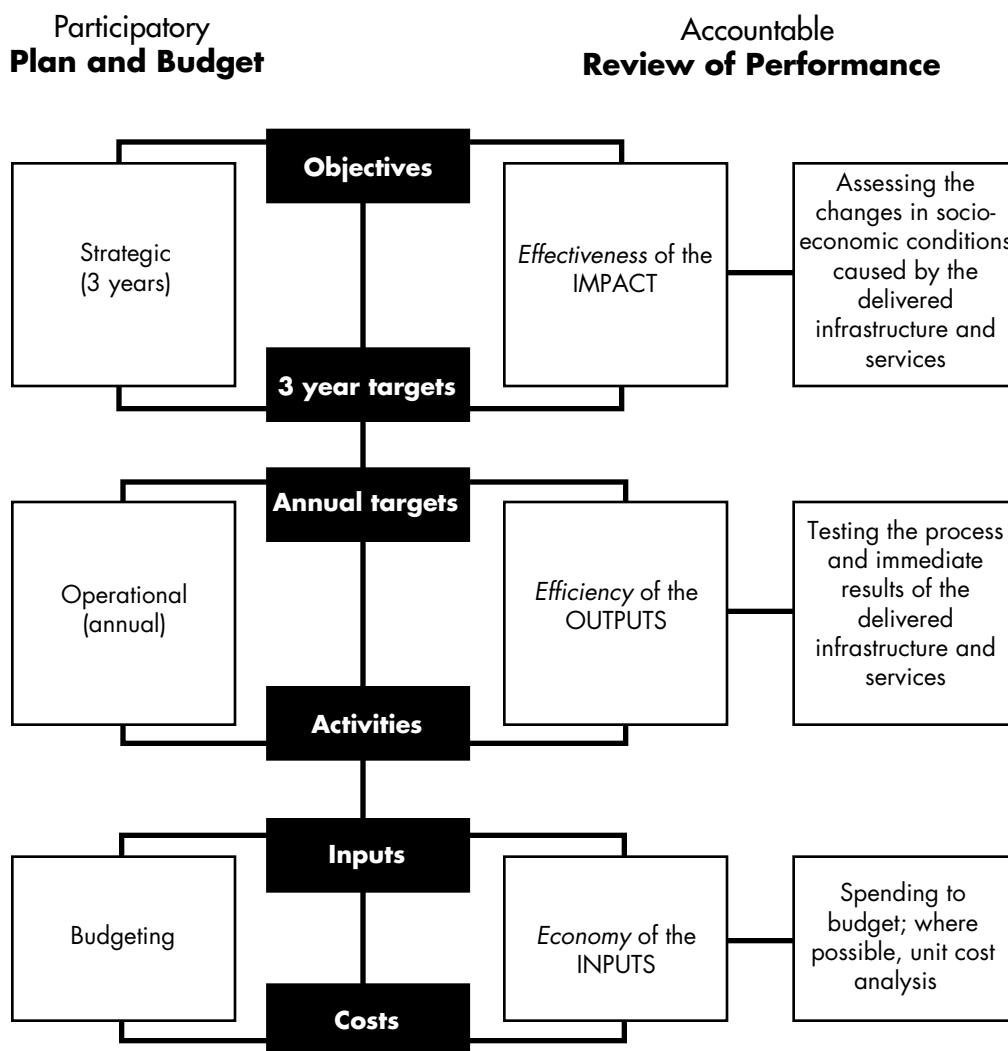 Participatory
Plan and Budget
Accountable
Review of Performance
Objectives
Strategic
(3 years)
Effectiveness of the
IMPACT
Assessing the
changes in socio-
economic conditions
caused by the
delivered
infrastructure and
services
3 year targets
Annual targets
Operational
(annual)
Efficiency of the
OUTPUTS
Testing the process
and immediate
results of the
delivered
infrastructure and
services
Activities
Inputs
Budgeting
Economy of the
INPUTS
Spending to
budget; where
possible, unit cost
analysis
Costs